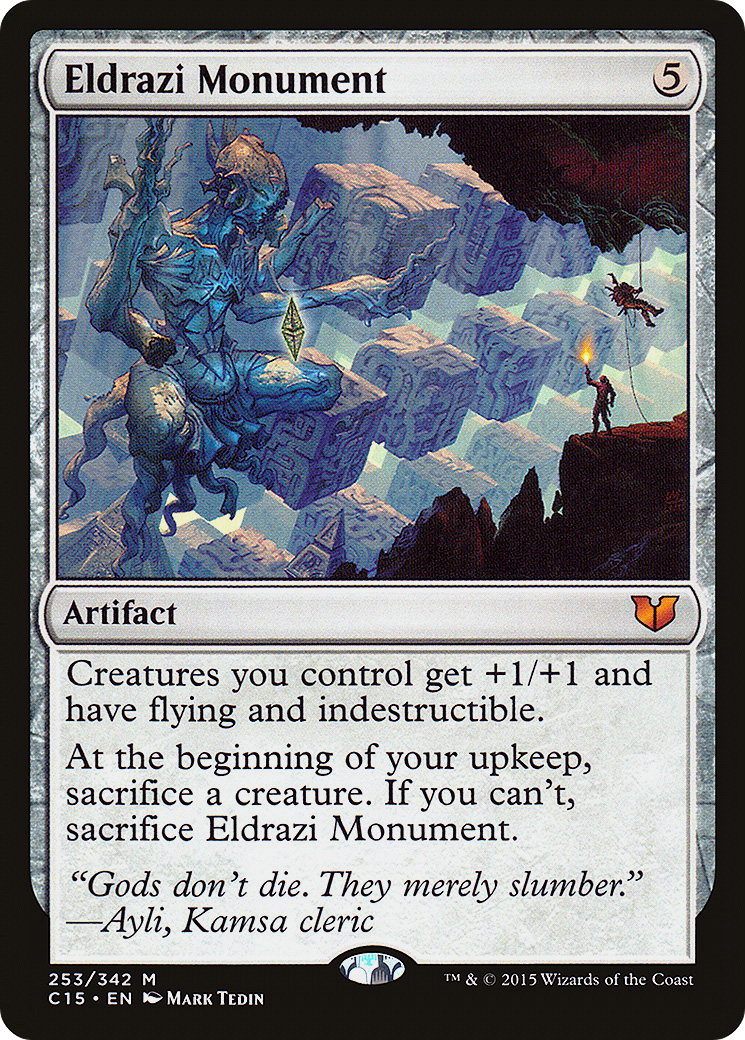 Eldrazi Monument
5
Artifact
Creatures you control get +1/+1 and
have flying and indestructible.
At the beginning of your upkeep,
sacrifice a creature. If you can't,
sacrifice Eldrazi Monument.
“Gods don't die. They merely slumber.”
—Ayli, Kamsa cleric
253/342 M
C15 • EN Mark Tedin
™ & © 2015 Wizards of the Coast